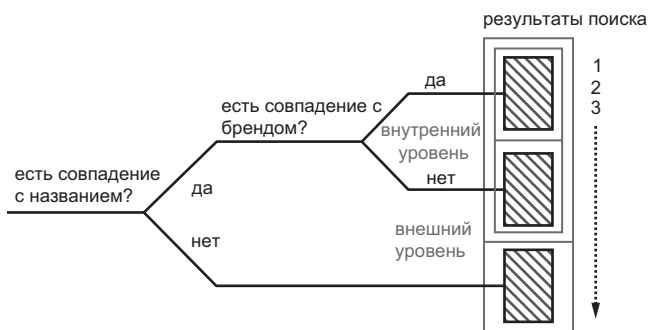 результаты поиска
1
2
3
да
есть совпадение с
брендом?
внутренний
уровень
нет
есть совпадение
с названием?
да
нет
внешний
уровень